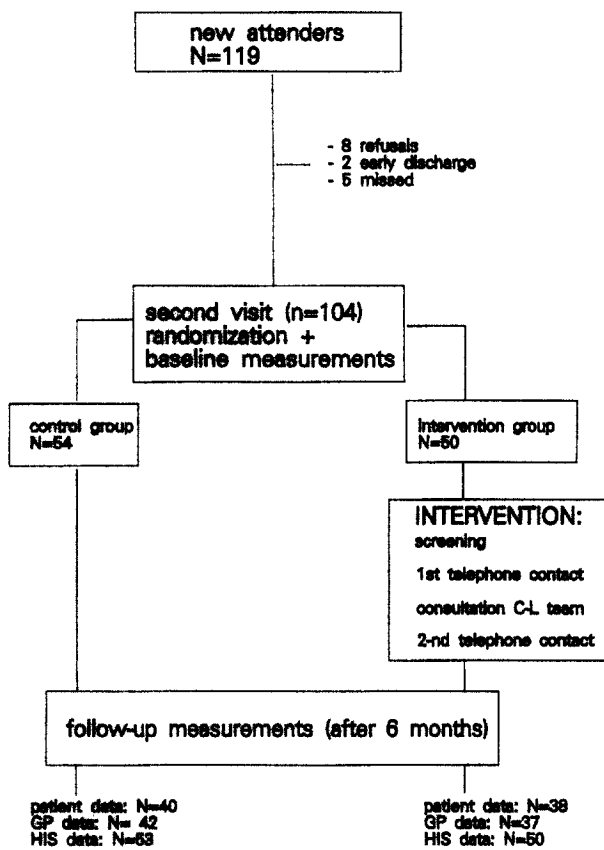 new attenders
N=119
- 8 refusals
- 2 early discharge
- 5 missed
second visit (n=104)
randomization +
baseline measurements
control group
N=54
intervention group
N=50
INTERVENTION:
screening
1st telephone contact
consultation C-L team
2-nd telephone contact
follow-up measurements (after 6 months)
patient data: N=40
GP data: N= 42
HIS data: N=53
patient data: N=38
GP data: N=37
HIS data: N=50